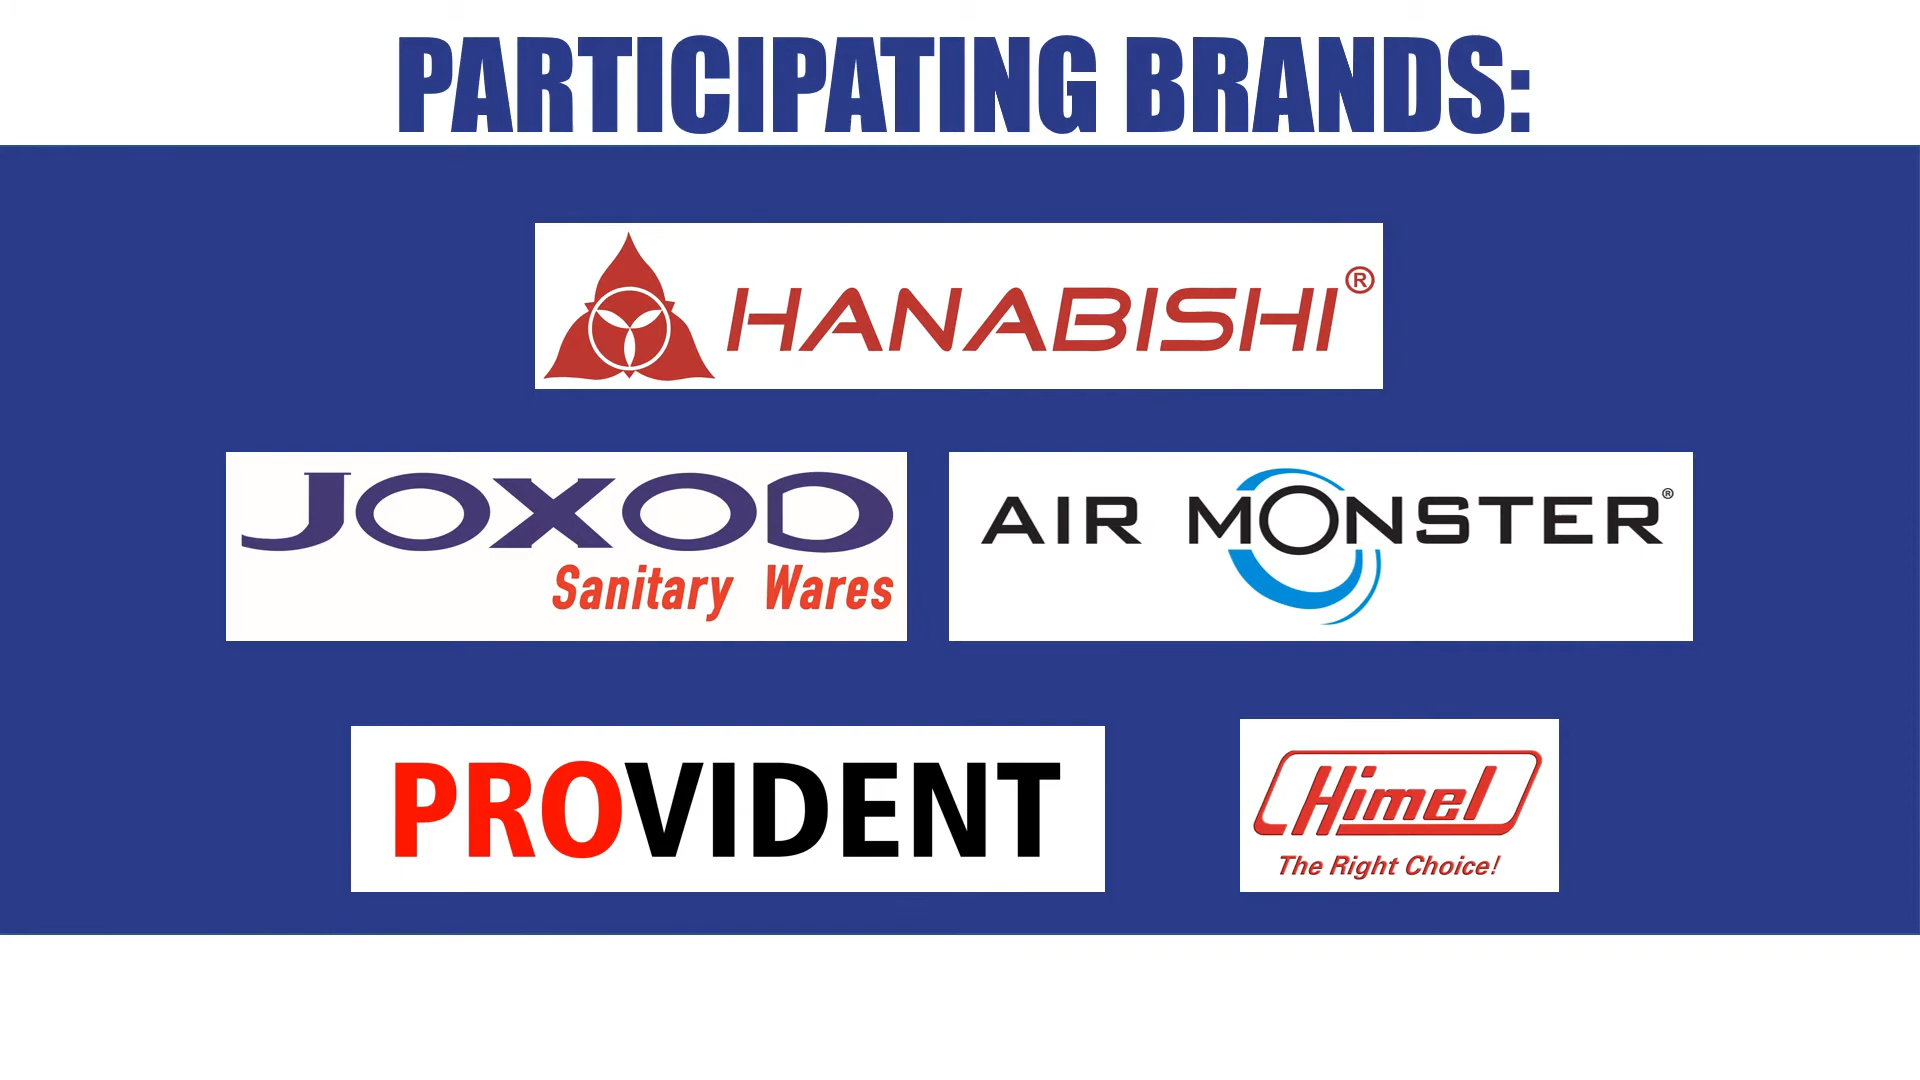 PARTICIPATING BRANDS:
HANABISHI®
JOXOD
Sanitary Wares
AIR MONSTER®
PROVIDENT
Himel
The Right Choice!